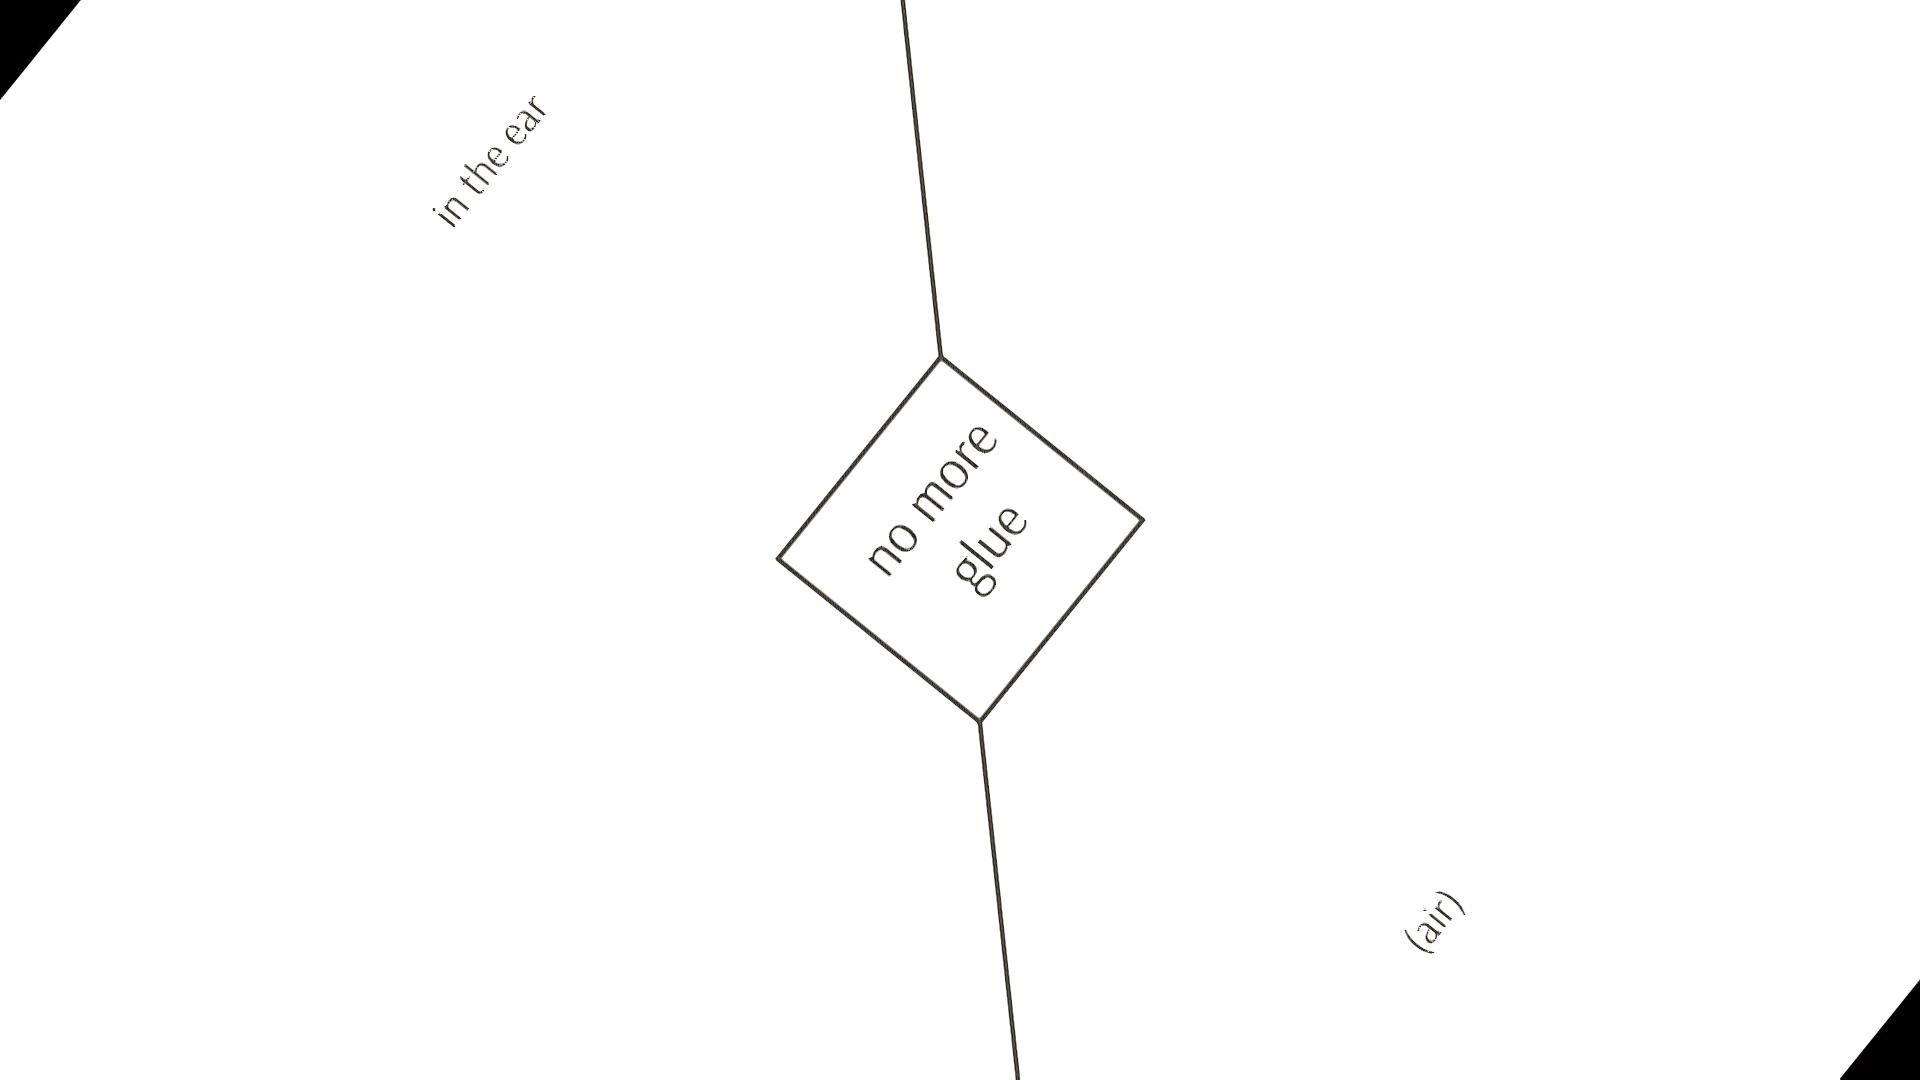 in the ear
no more
glue
(air)